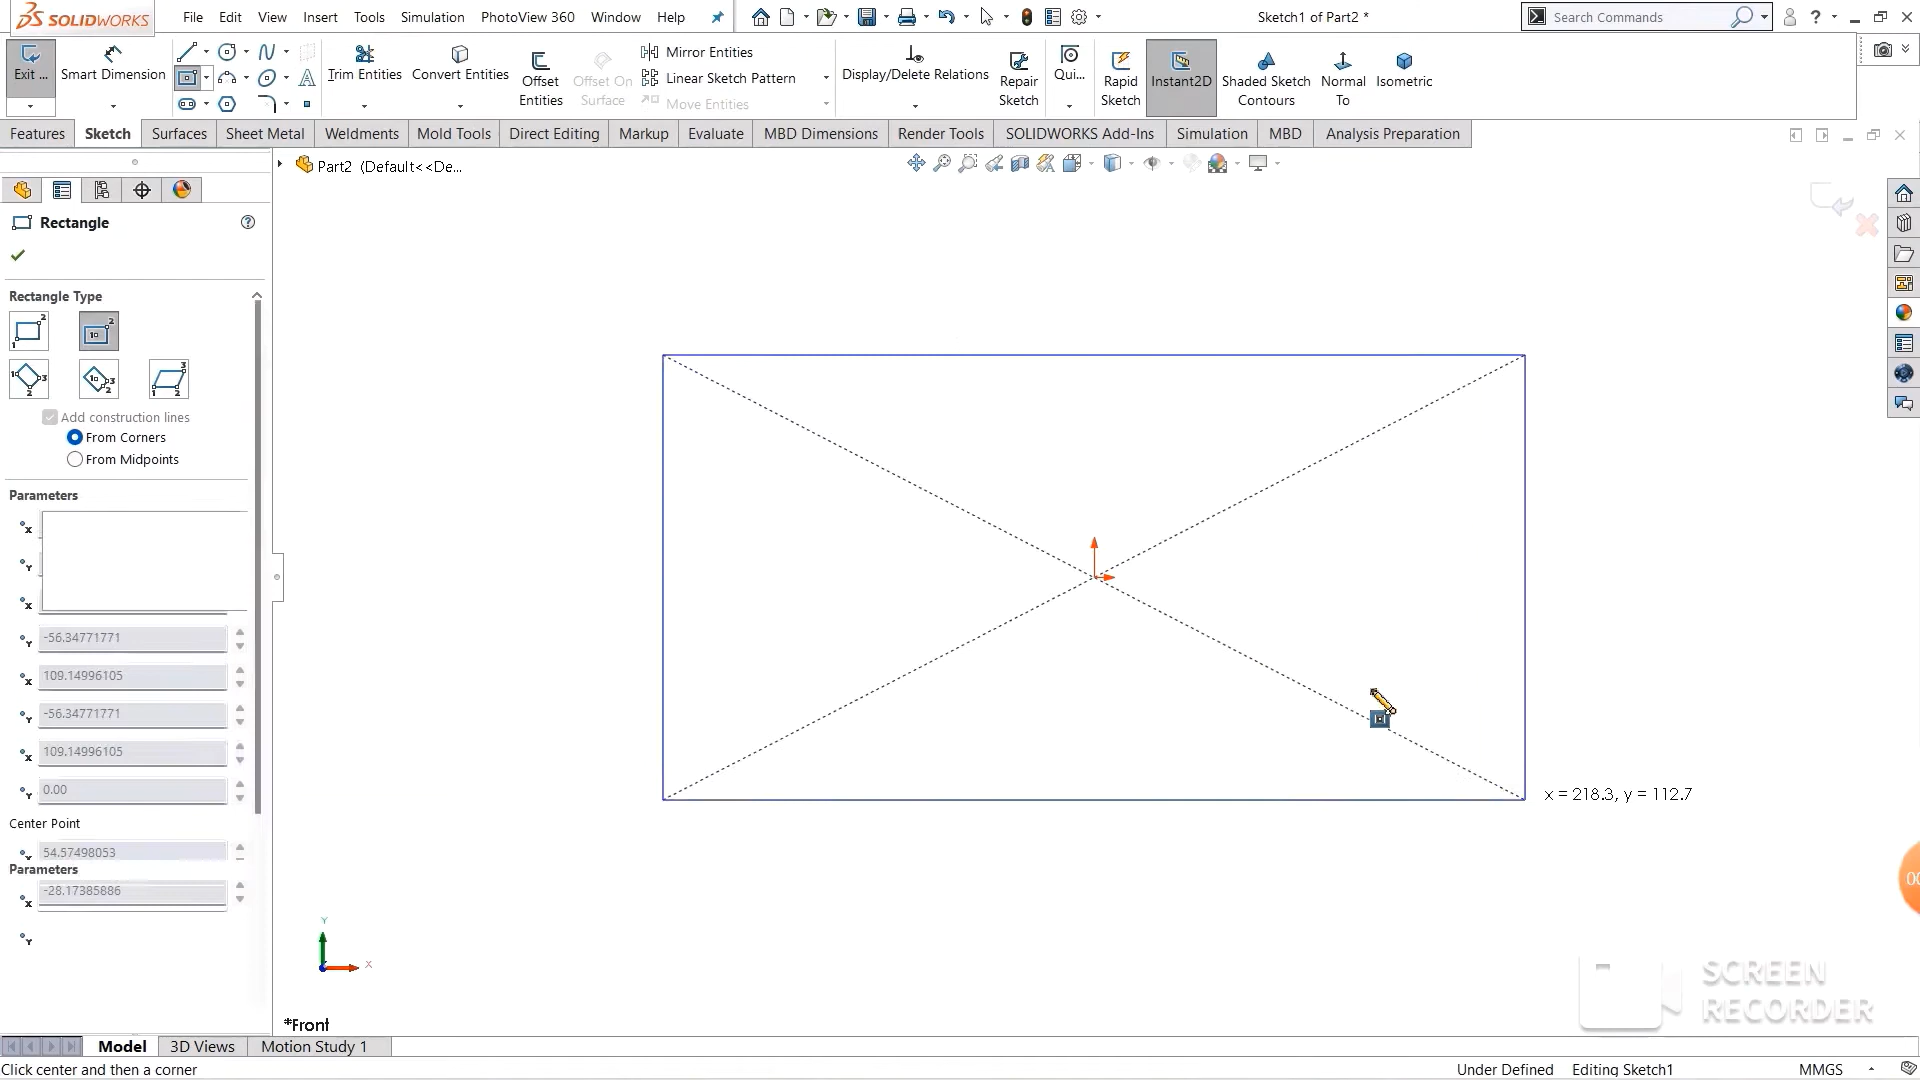 SOLIDWORKS File Edit View Insert Tools Simulation PhotoView 360 Window Help Sketch1 of Part2 * Search Commands
Exit ... Smart Dimension Trim Entities Convert Entities Offset Entities Offset On Surface Mirror Entities Linear Sketch Pattern Move Entities Display/Delete Relations Repair Sketch Qui... Rapid Sketch Instant2D Shaded Sketch Contours Normal To Isometric
Features Sketch Surfaces Sheet Metal Weldments Mold Tools Direct Editing Markup Evaluate MBD Dimensions Render Tools SOLIDWORKS Add-Ins Simulation MBD Analysis Preparation
Part2 (Default<<De...
Rectangle
Rectangle Type
Add construction lines
From Corners
From Midpoints
Parameters
-56.34771771
109.14996105
-56.34771771
109.14996105
0.00
Center Point
54.57498053
Parameters
-28.17385886
x = 218.3, y = 112.7
Y
X
*Front
SCREEN
RECORDER
Model 3D Views Motion Study 1
Click center and then a corner Under Defined Editing Sketch1 MMGS